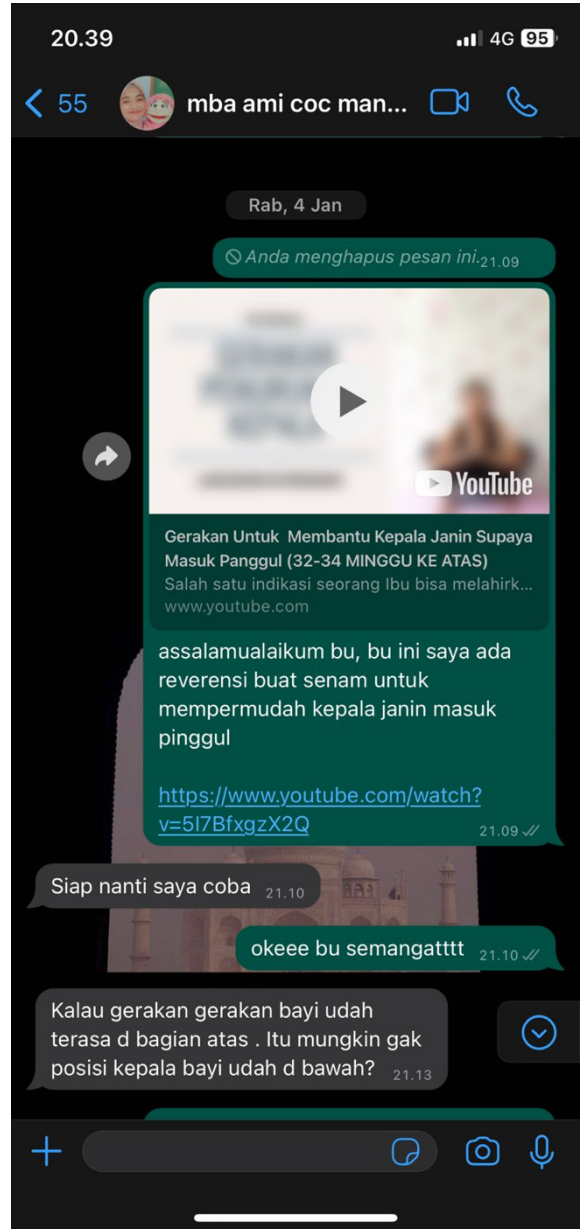 20.39
4G 95
55 mba ami coc man...
Rab, 4 Jan
Anda menghapus pesan ini. 21.09
YouTube
Gerakan Untuk Membantu Kepala Janin Supaya
Masuk Panggul (32-34 MINGGU KE ATAS)
Salah satu indikasi seorang Ibu bisa melahirk...
www.youtube.com
assalamualaikum bu, bu ini saya ada
reverensi buat senam untuk
mempermudah kepala janin masuk
pinggul
https://www.youtube.com/watch?
v=5I7BfxgzX2Q 21.09
Siap nanti saya coba 21.10
okeee bu semangatttt 21.10
Kalau gerakan gerakan bayi udah
terasa d bagian atas . Itu mungkin gak
posisi kepala bayi udah d bawah? 21.13